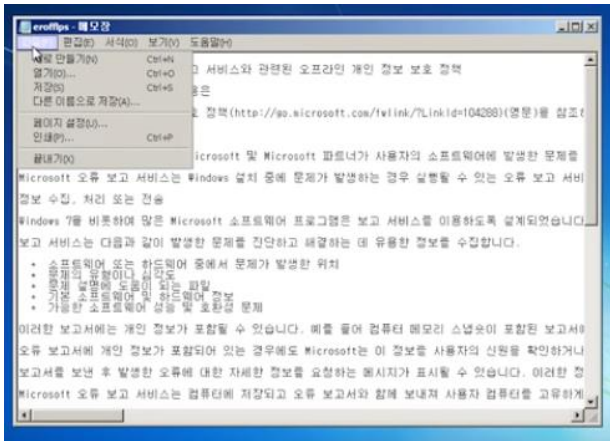 eroffps - 메모장
편집(E) 서식(O) 보기(V) 도움말(H)
새로 만들기(N) Ctrl+N
열기(O)... Ctrl+O
저장(S) Ctrl+S
다른 이름으로 저장(A)...
페이지 설정(U)...
인쇄(P)... Ctrl+P
끝내기(X)
고 서비스와 관련된 오프라인 개인 정보 보호 정책
은
호 정책(http://go.microsoft.com/fwlink/?LinkId=104288)(영문)을 참조하
icrosoft 및 Microsoft 파트너가 사용자의 소프트웨어에 발생한 문제를
Microsoft 오류 보고 서비스는 Windows 설치 중에 문제가 발생하는 경우 실행될 수 있는 오류 보고 서비
정보 수집, 처리 또는 전송
Windows 7을 비롯하여 많은 Microsoft 소프트웨어 프로그램은 보고 서비스를 이용하도록 설계되었습니다
보고 서비스는 다음과 같이 발생한 문제를 진단하고 해결하는 데 유용한 정보를 수집합니다.
• 소프트웨어 또는 하드웨어 중에서 문제가 발생한 위치
• 문제의 유형이나 심각도
• 문제 설명에 도움이 되는 파일
• 기본 소프트웨어 및 하드웨어 정보
• 가능한 소프트웨어 성능 및 호환성 문제
이러한 보고서에는 개인 정보가 포함될 수 있습니다. 예를 들어 컴퓨터 메모리 스냅숏이 포함된 보고서에
오류 보고서에 개인 정보가 포함되어 있는 경우에도 Microsoft는 이 정보를 사용자의 신원을 확인하거나
보고서를 보낸 후 발생한 오류에 대한 자세한 정보를 요청하는 메시지가 표시될 수 있습니다. 이러한 정
Microsoft 오류 보고 서비스는 컴퓨터에 저장되고 오류 보고서와 함께 보내져 사용자 컴퓨터를 고유하게